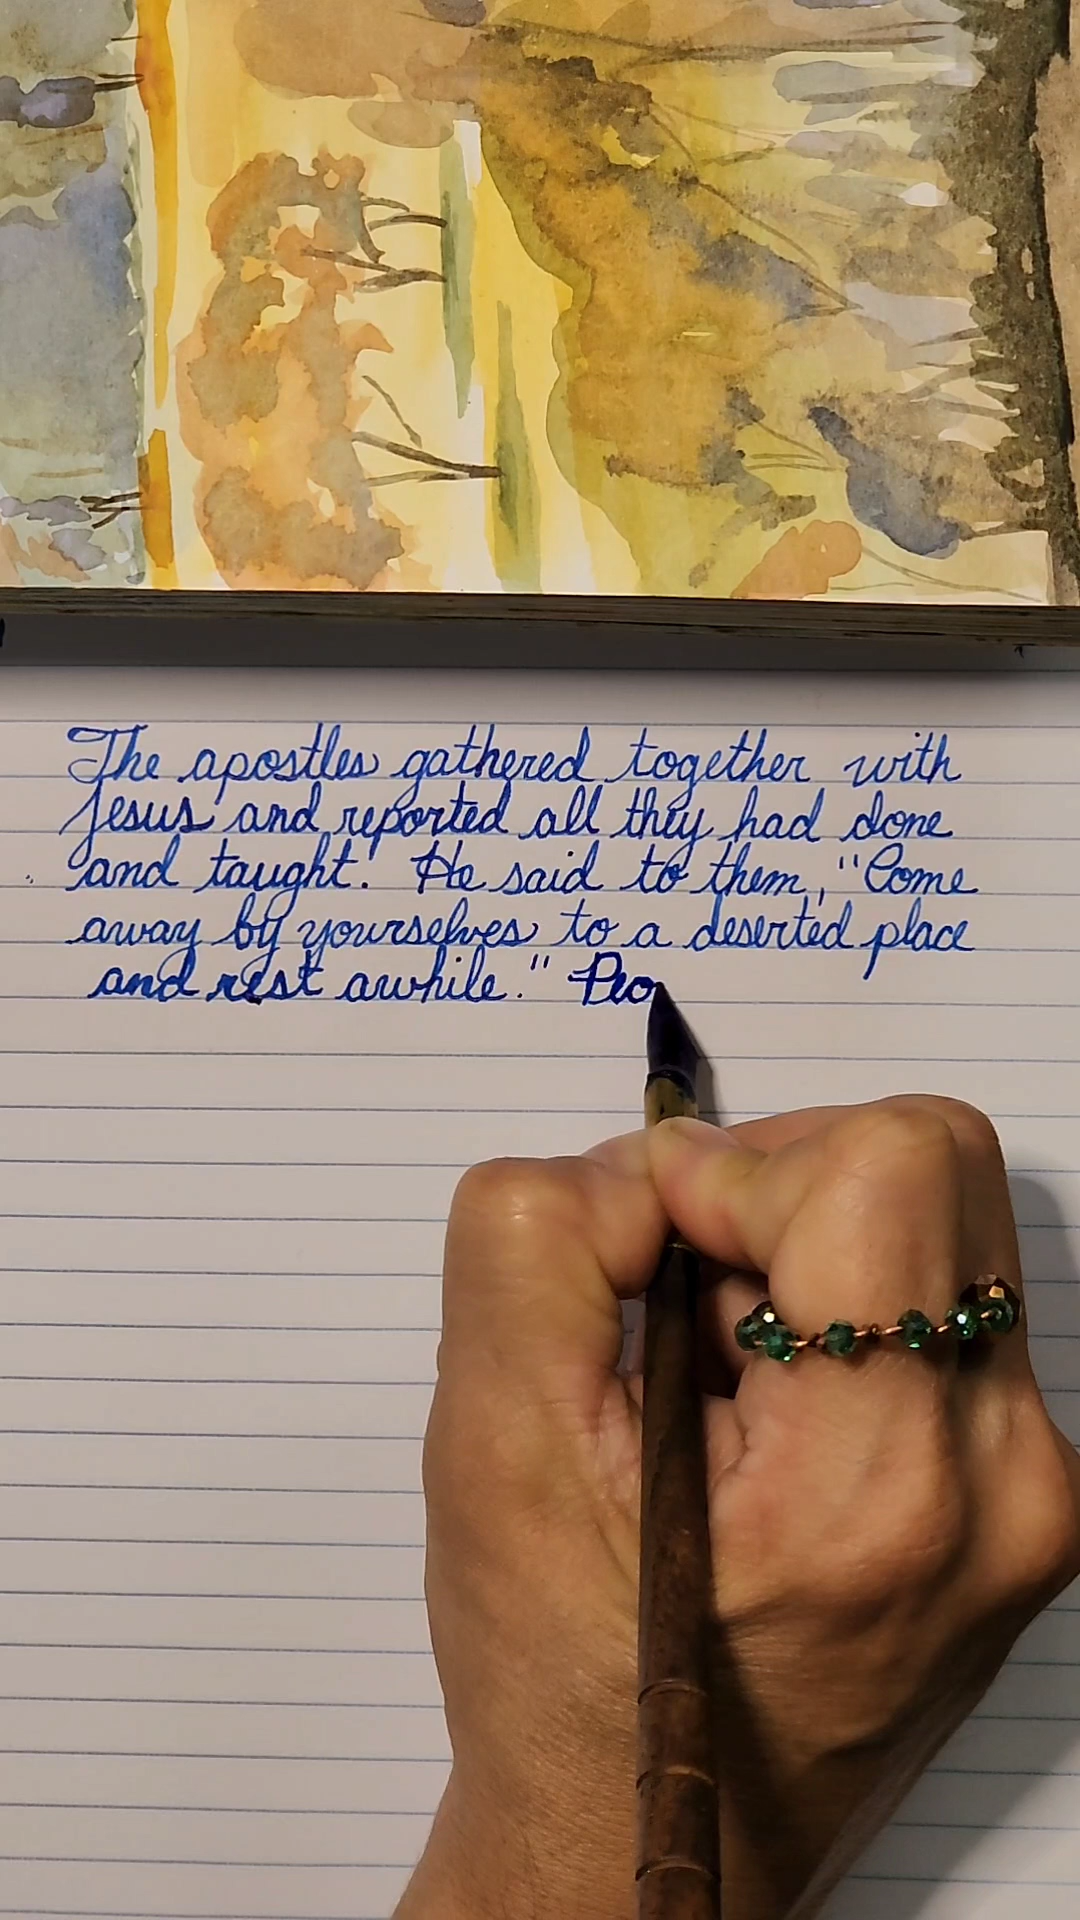 The apostles gathered together with
Jesus and reported all they had done
and taught. He said to them, "Come
away by yourselves to a deserted place
and rest awhile." Peo